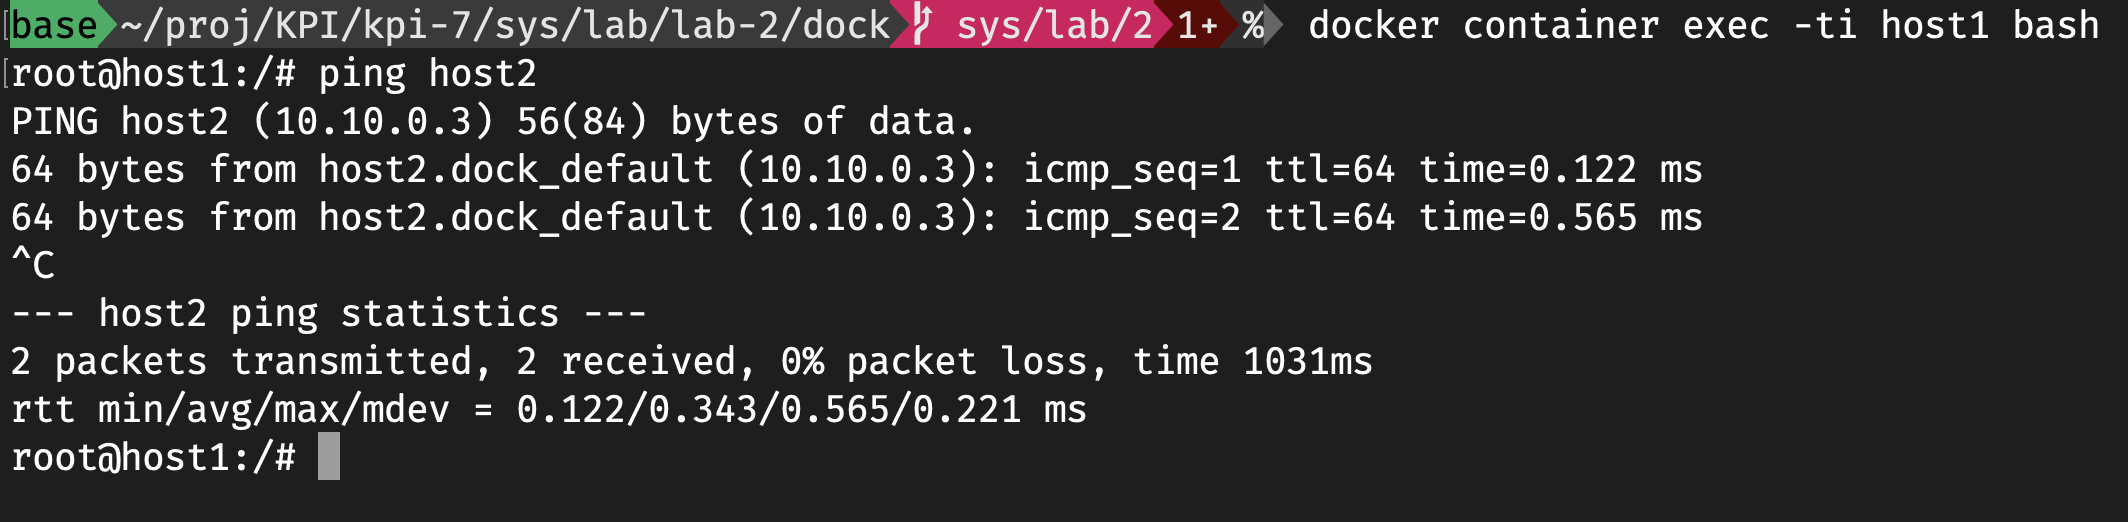 base ~/proj/KPI/kpi-7/sys/lab/lab-2/dock sys/lab/2 1+ % docker container exec -ti host1 bash
root@host1:/# ping host2
PING host2 (10.10.0.3) 56(84) bytes of data.
64 bytes from host2.dock_default (10.10.0.3): icmp_seq=1 ttl=64 time=0.122 ms
64 bytes from host2.dock_default (10.10.0.3): icmp_seq=2 ttl=64 time=0.565 ms
^C
--- host2 ping statistics ---
2 packets transmitted, 2 received, 0% packet loss, time 1031ms
rtt min/avg/max/mdev = 0.122/0.343/0.565/0.221 ms
root@host1:/#